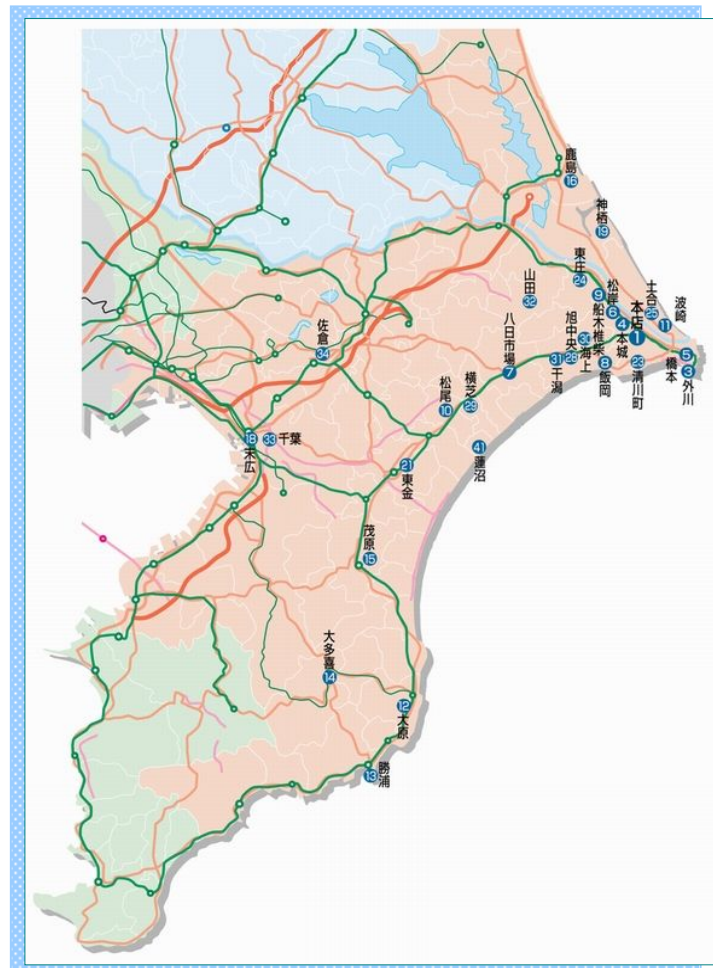 鹿島
16
神栖
19
東庄
24
山田
32
松岸
6
9
船木椎柴
土合
25
波崎
11
本店
1
4
本城
旭中央
28
30
海上
八日市場
7
31
干潟
8
飯岡
23
清川町
5
橋本
3
外川
佐倉
34
横芝
29
松尾
10
18
末広
33
千葉
41
蓮沼
21
東金
茂原
15
大多喜
14
12
大原
13
勝浦